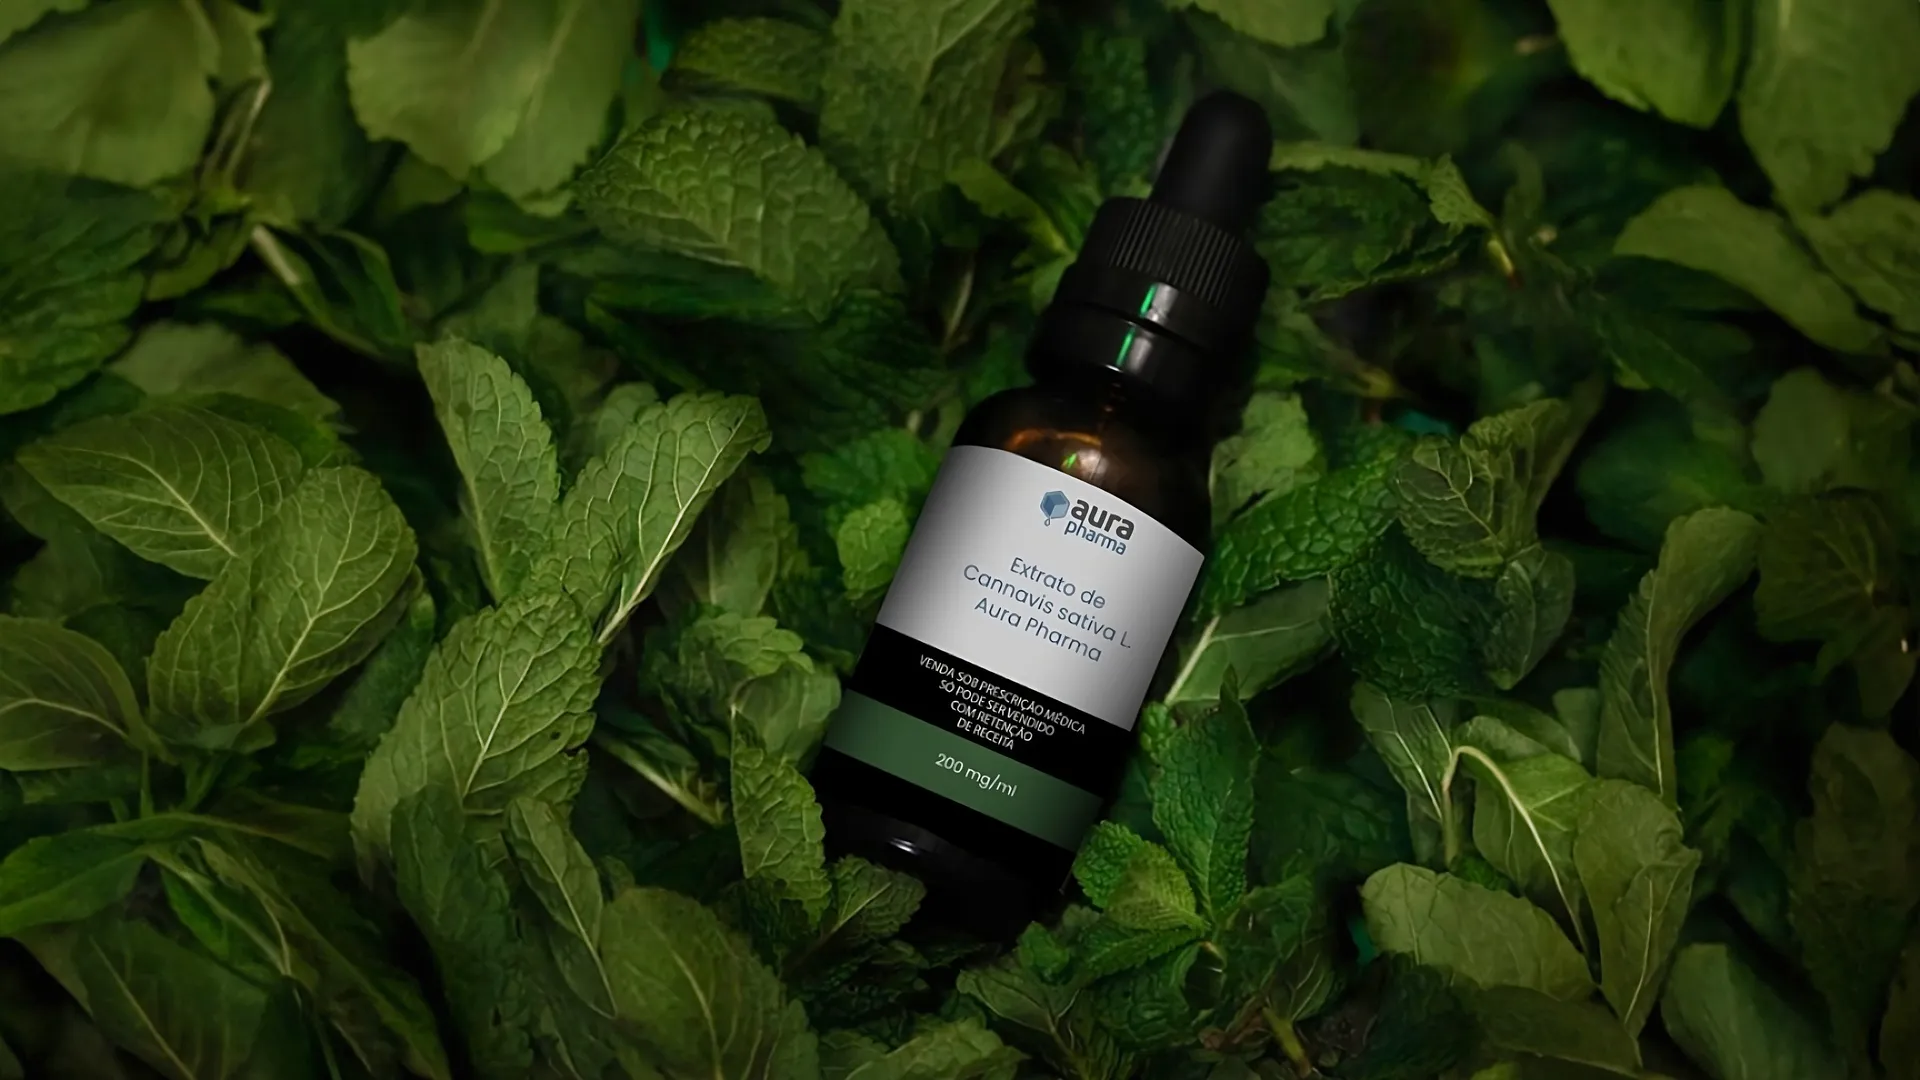 aura
pharma
Extrato de
Cannavis sativa L.
Aura Pharma
VENDA SOB PRESCRIÇÃO MÉDICA
SÓ PODE SER VENDIDO
COM RETENÇÃO
DE RECEITA
200 mg/ml